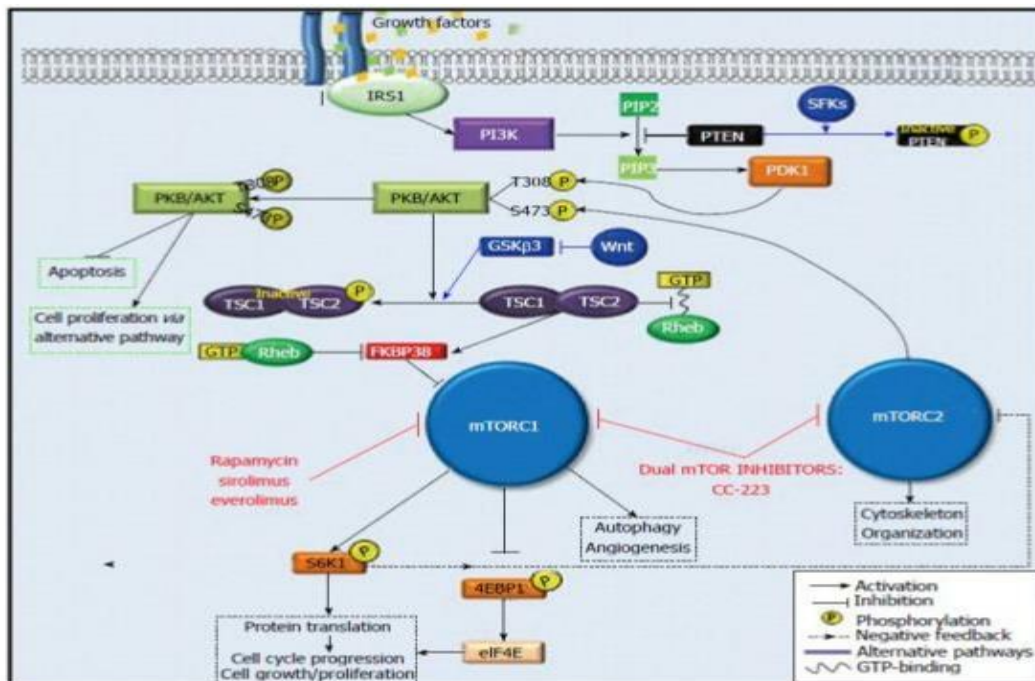 Growth factors
IRS1
PIP2
SFKs
PI3K
PTEN
Inactive
PTEN
P
PIP3
PDK1
PKB/AKT
P
P
PKB/AKT
T308 P
S473 P
Apoptosis
GSKβ3
Wnt
Cell proliferation via
alternative pathway
Inactive
TSC1
TSC2
P
TSC1
TSC2
GTP
Rheb
GTP
Rheb
FKBP38
mTORC1
mTORC2
Rapamycin
sirolimus
everolimus
Dual mTOR INHIBITORS:
CC-223
Autophagy
Angiogenesis
Cytoskeleton
Organization
S6K1
P
4EBP1
P
Protein translation
Cell cycle progression
Cell growth/proliferation
eIF4E
Activation
Inhibition
P Phosphorylation
Negative feedback
Alternative pathways
GTP-binding